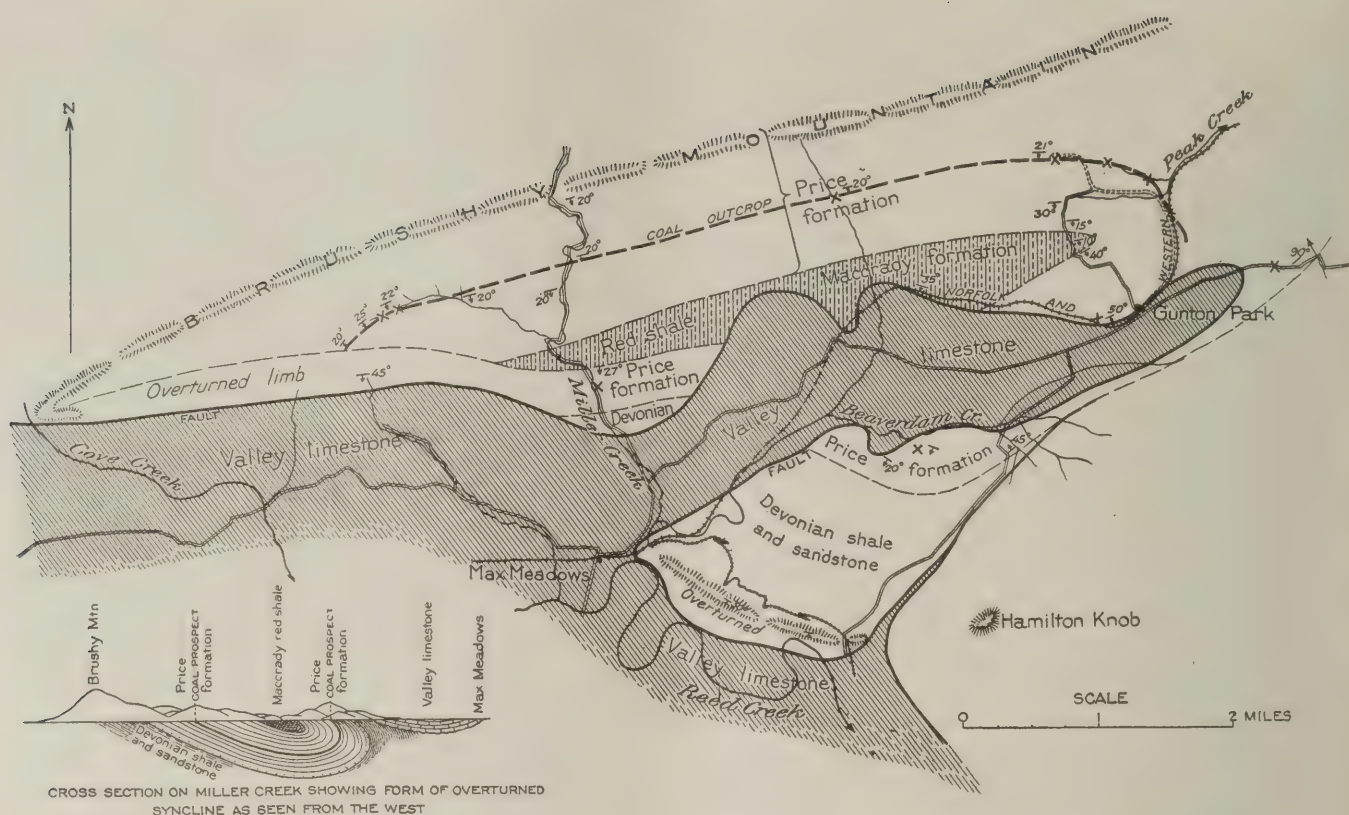 N
BRUSHY MOUNTAIN
Peak Creek
21°
20°
Price
formation
COAL OUTCROP
20°
30°
15°
10°
40°
WESTERN
90°
20°
20°
22°
25°
20°
20°
Maccrady formation
35°
NORFOLK AND
50°
Gunton Park
Red shale
limestone
Overturned limb
45°
27° Price
formation
Millers Creek
Devonian
FAULT
Valley
Beaverdam Cr.
Cove Creek
Valley limestone
FAULT
Price formation
20°
45°
Devonian shale
and sandstone
Max Meadows
Overturned
Hamilton Knob
Valley limestone
Reed Creek
SCALE
0 1 2 MILES
Brushy Mtn
Price
COAL PROSPECT
formation
Maccrady red shale
Price
COAL PROSPECT
formation
Valley limestone
Max Meadows
Devonian shale
and sandstone
CROSS SECTION ON MILLER CREEK SHOWING FORM OF OVERTURNED
SYNCLINE AS SEEN FROM THE WEST